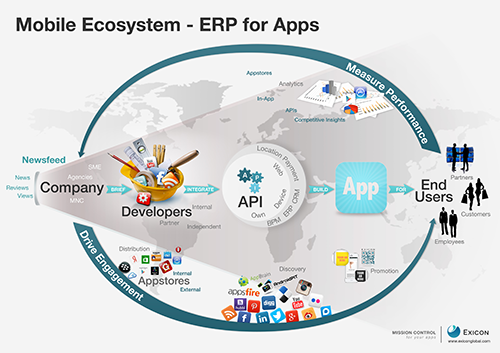 Mobile Ecosystem - ERP for Apps
Measure Performance
Appstores
Analytics
In-App
APIs
Competitive Insights
Newsfeed
News
Reviews
Views
SME
Agencies
MNC
Company
BRIEF
Developers
INTEGRATE
Internal
Partner
Independent
Location
Payment
Web
Device
CRM
ERP
BPM
Own
API
BUILD
App
FOR
End
Users
Partners
Customers
Employees
Drive Engagement
Distribution
Internal
External
Appstores
Discovery
appsfire
AndroidPIT
YouTube
Promotion
MISSION CONTROL
for your apps
EXICON
www.exiconglobal.com